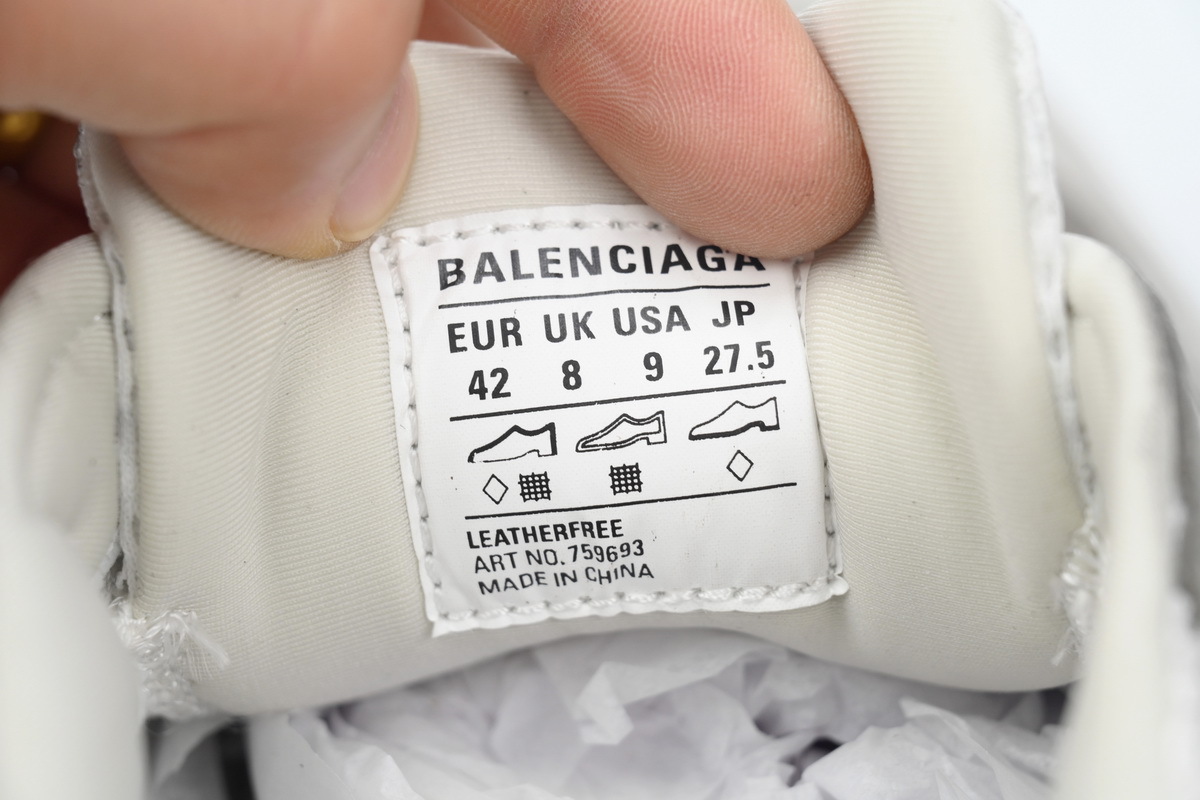 BALENCIAGA
EUR UK USA JP
42 8 9 27.5
LEATHERFREE
ART NO. 759693
MADE IN CHINA